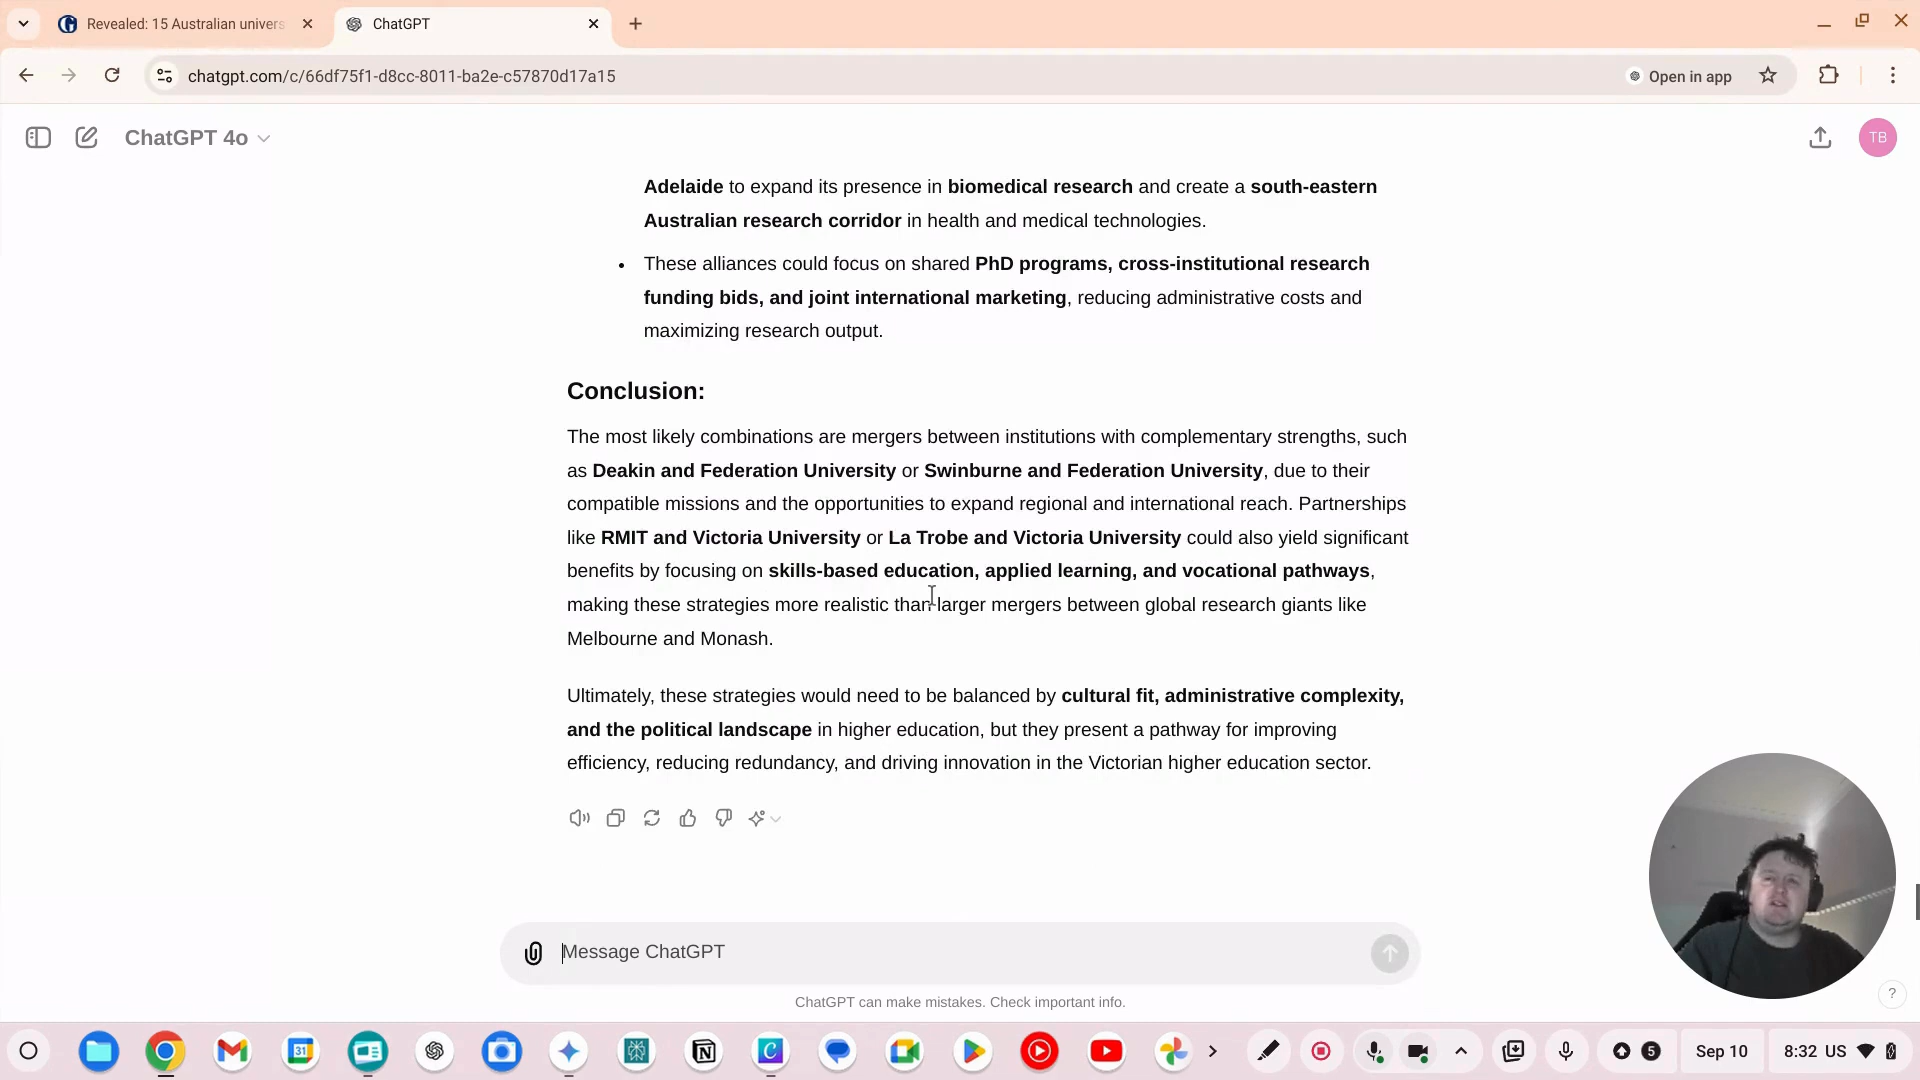 Revealed: 15 Australian univers
ChatGPT
chatgpt.com/c/66df75f1-d8cc-8011-ba2e-c57870d17a15
Open in app
ChatGPT 4o
TB
Adelaide to expand its presence in biomedical research and create a south-eastern
Australian research corridor in health and medical technologies.
• These alliances could focus on shared PhD programs, cross-institutional research
funding bids, and joint international marketing, reducing administrative costs and
maximizing research output.
Conclusion:
The most likely combinations are mergers between institutions with complementary strengths, such
as Deakin and Federation University or Swinburne and Federation University, due to their
compatible missions and the opportunities to expand regional and international reach. Partnerships
like RMIT and Victoria University or La Trobe and Victoria University could also yield significant
benefits by focusing on skills-based education, applied learning, and vocational pathways,
making these strategies more realistic than larger mergers between global research giants like
Melbourne and Monash.
Ultimately, these strategies would need to be balanced by cultural fit, administrative complexity,
and the political landscape in higher education, but they present a pathway for improving
efficiency, reducing redundancy, and driving innovation in the Victorian higher education sector.
Message ChatGPT
ChatGPT can make mistakes. Check important info.
?
31
N
C
5
Sep 10
8:32 US